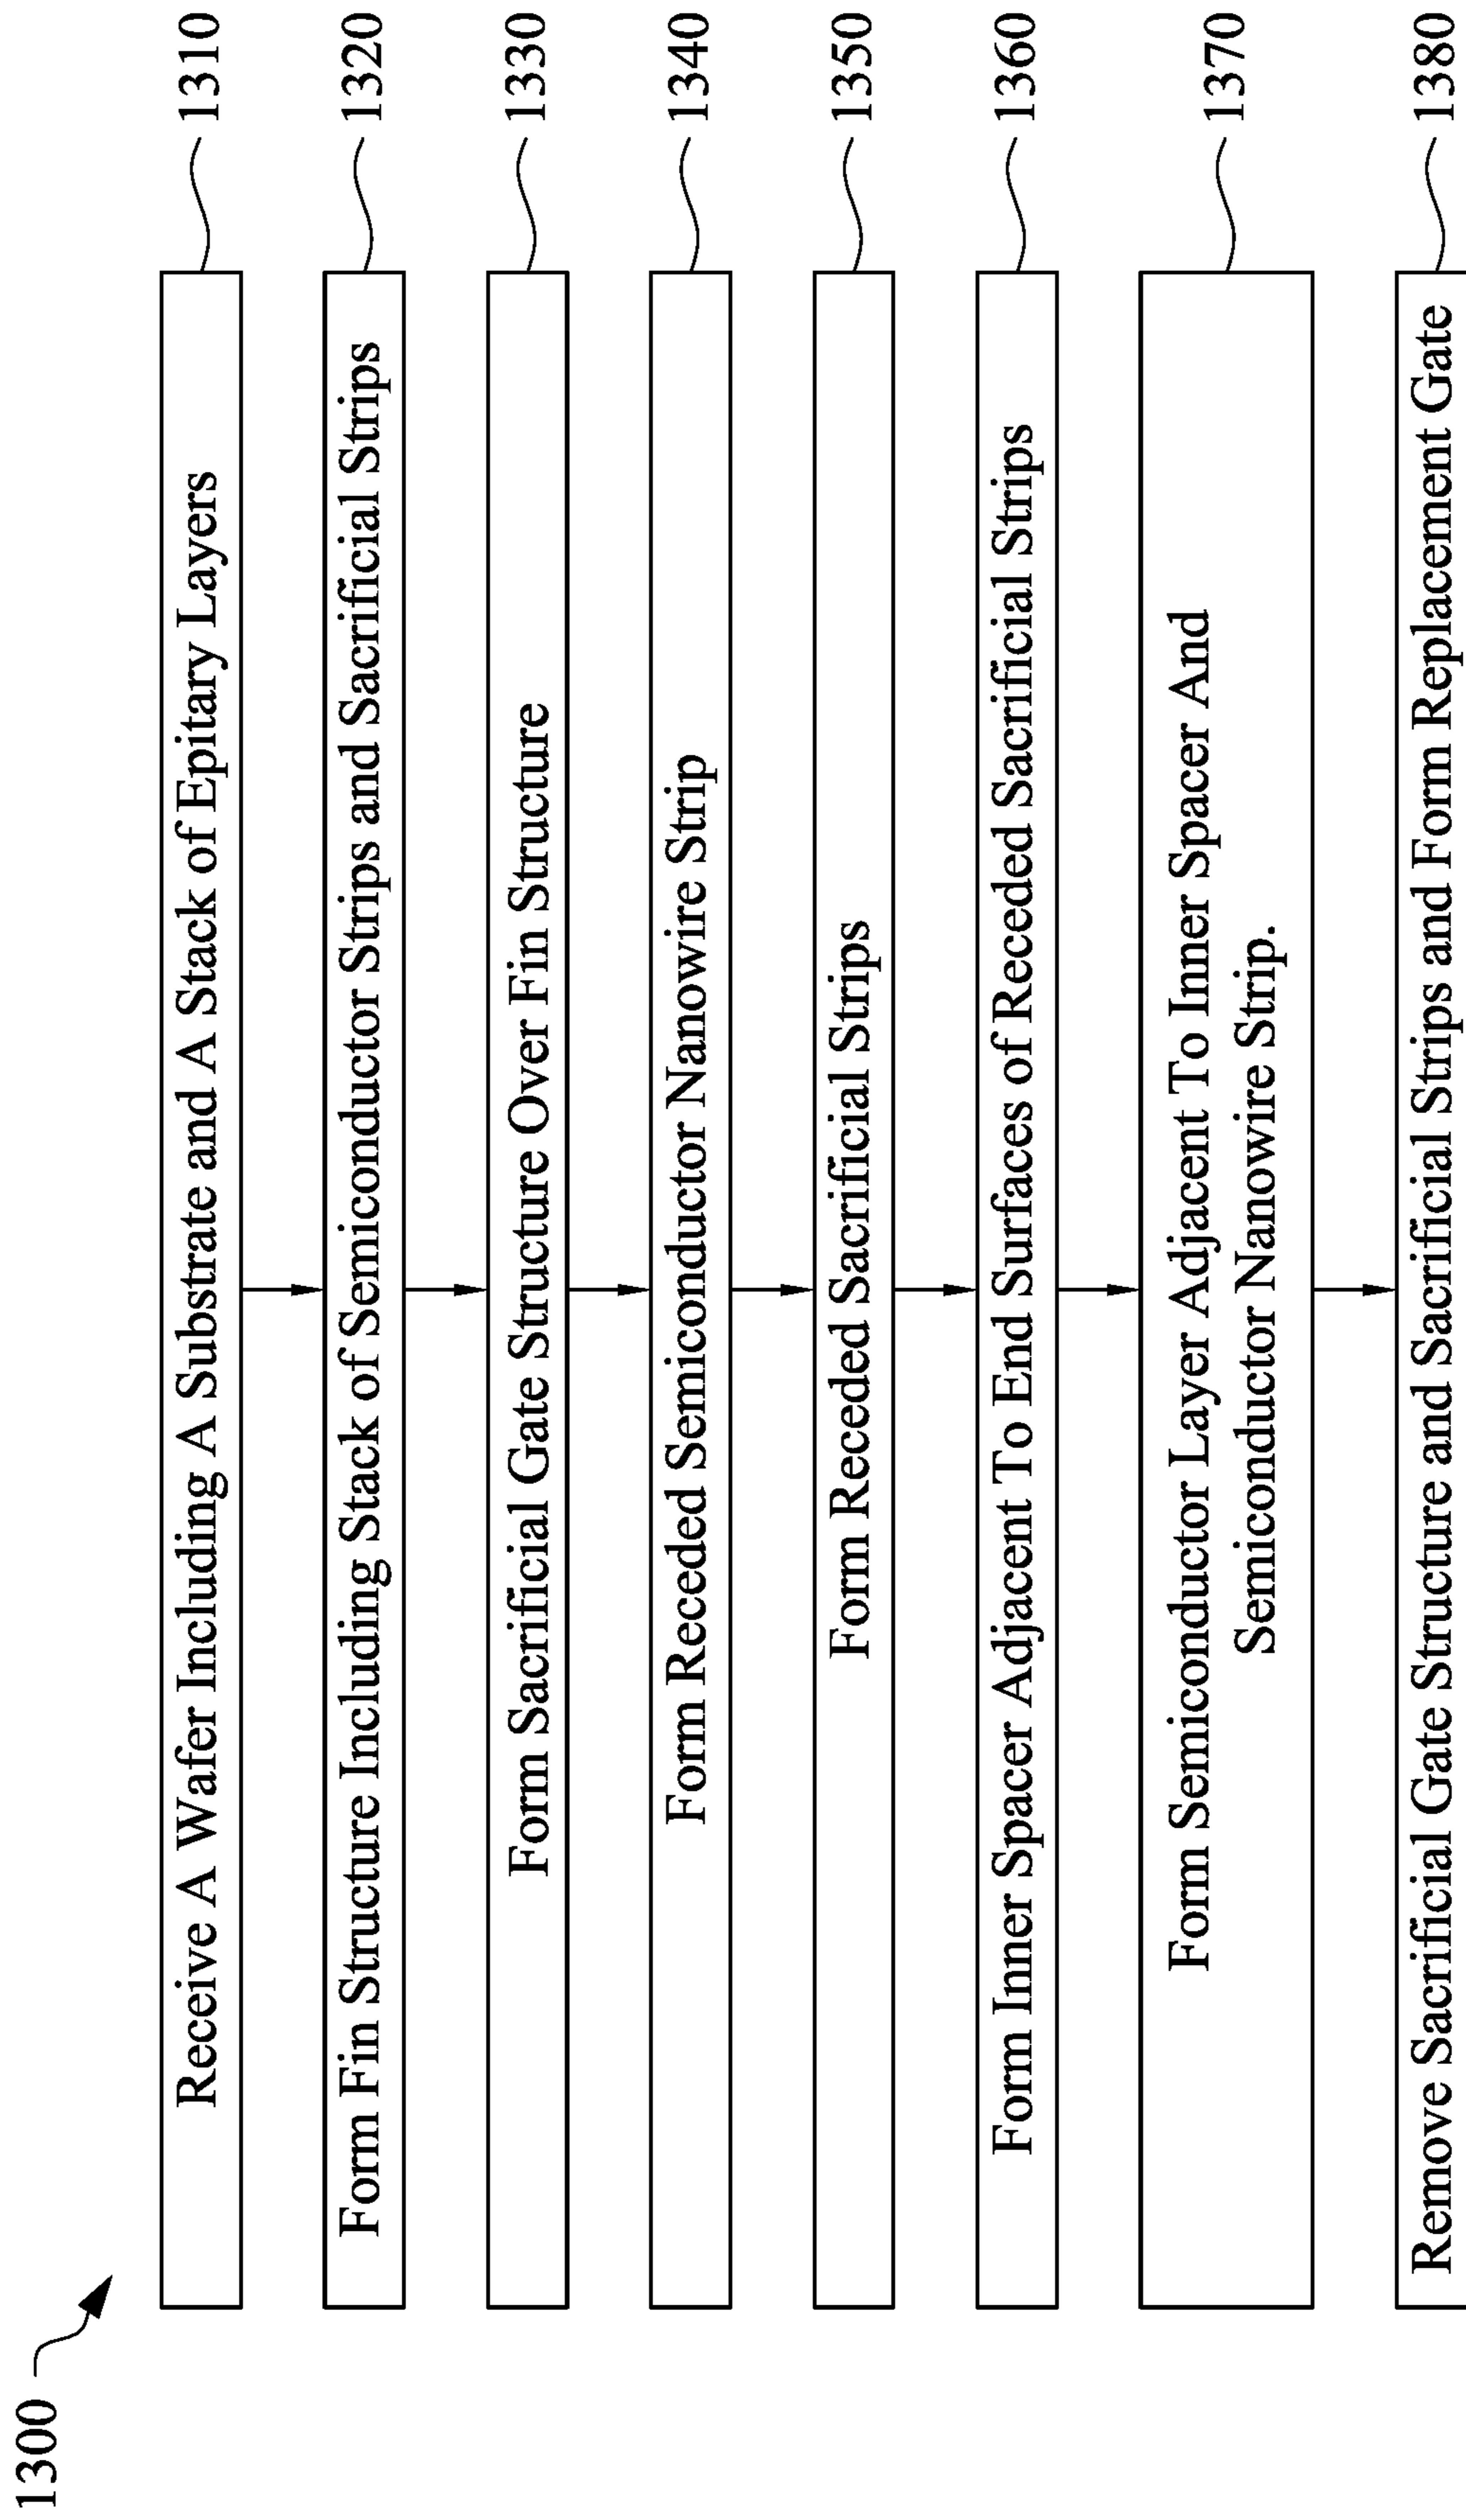 1300
Receive A Wafer Including A Substrate and A Stack of Epitary Layers
1310
Form Fin Structure Including Stack of Semiconductor Strips and Sacrificial Strips
1320
Form Sacrificial Gate Structure Over Fin Structure
1330
Form Receded Semiconductor Nanowire Strip
1340
Form Receded Sacrificial Strips
1350
Form Inner Spacer Adjacent To End Surfaces of Receded Sacrificial Strips
1360
Form Semiconductor Layer Adjacent To Inner Spacer And
Semiconductor Nanowire Strip.
1370
Remove Sacrificial Gate Structure and Sacrificial Strips and Form Replacement Gate
1380